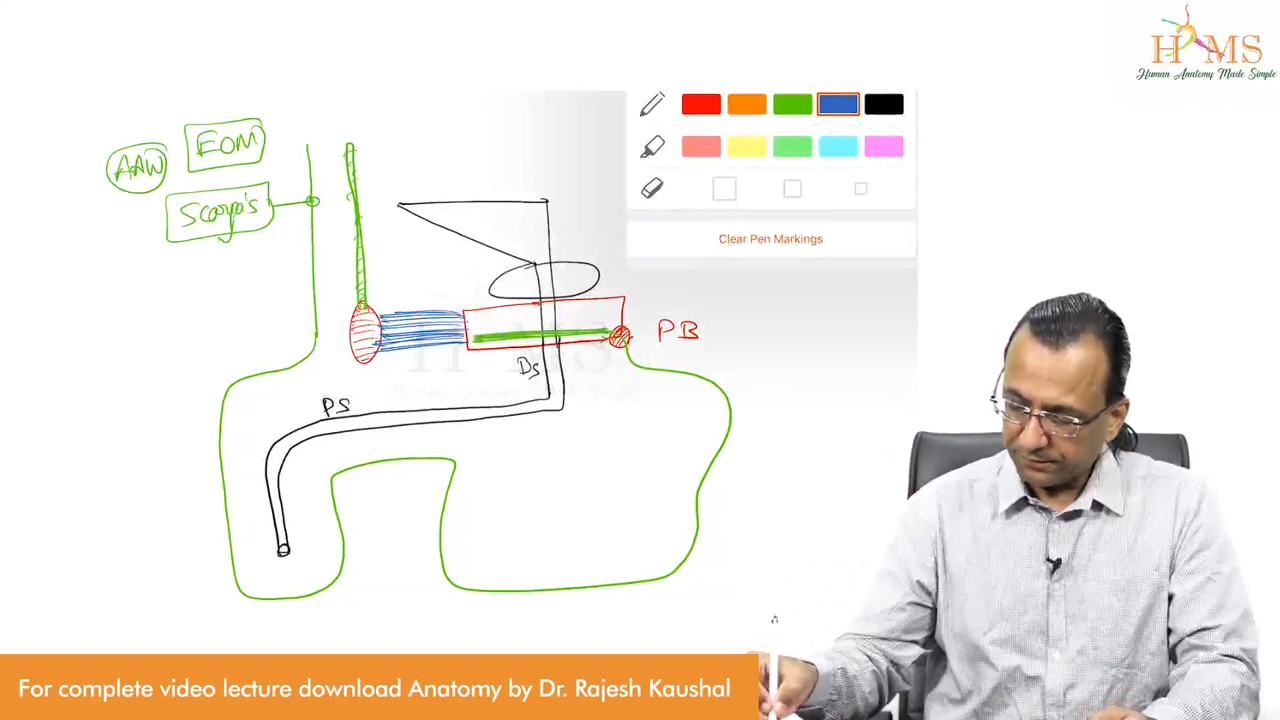 H MS
Human Anatomy Made Simple
EOM
AAW
Scarpa's
Clear Pen Markings
PB
Ds
PS
For complete video lecture download Anatomy by Dr. Rajesh Kaushal